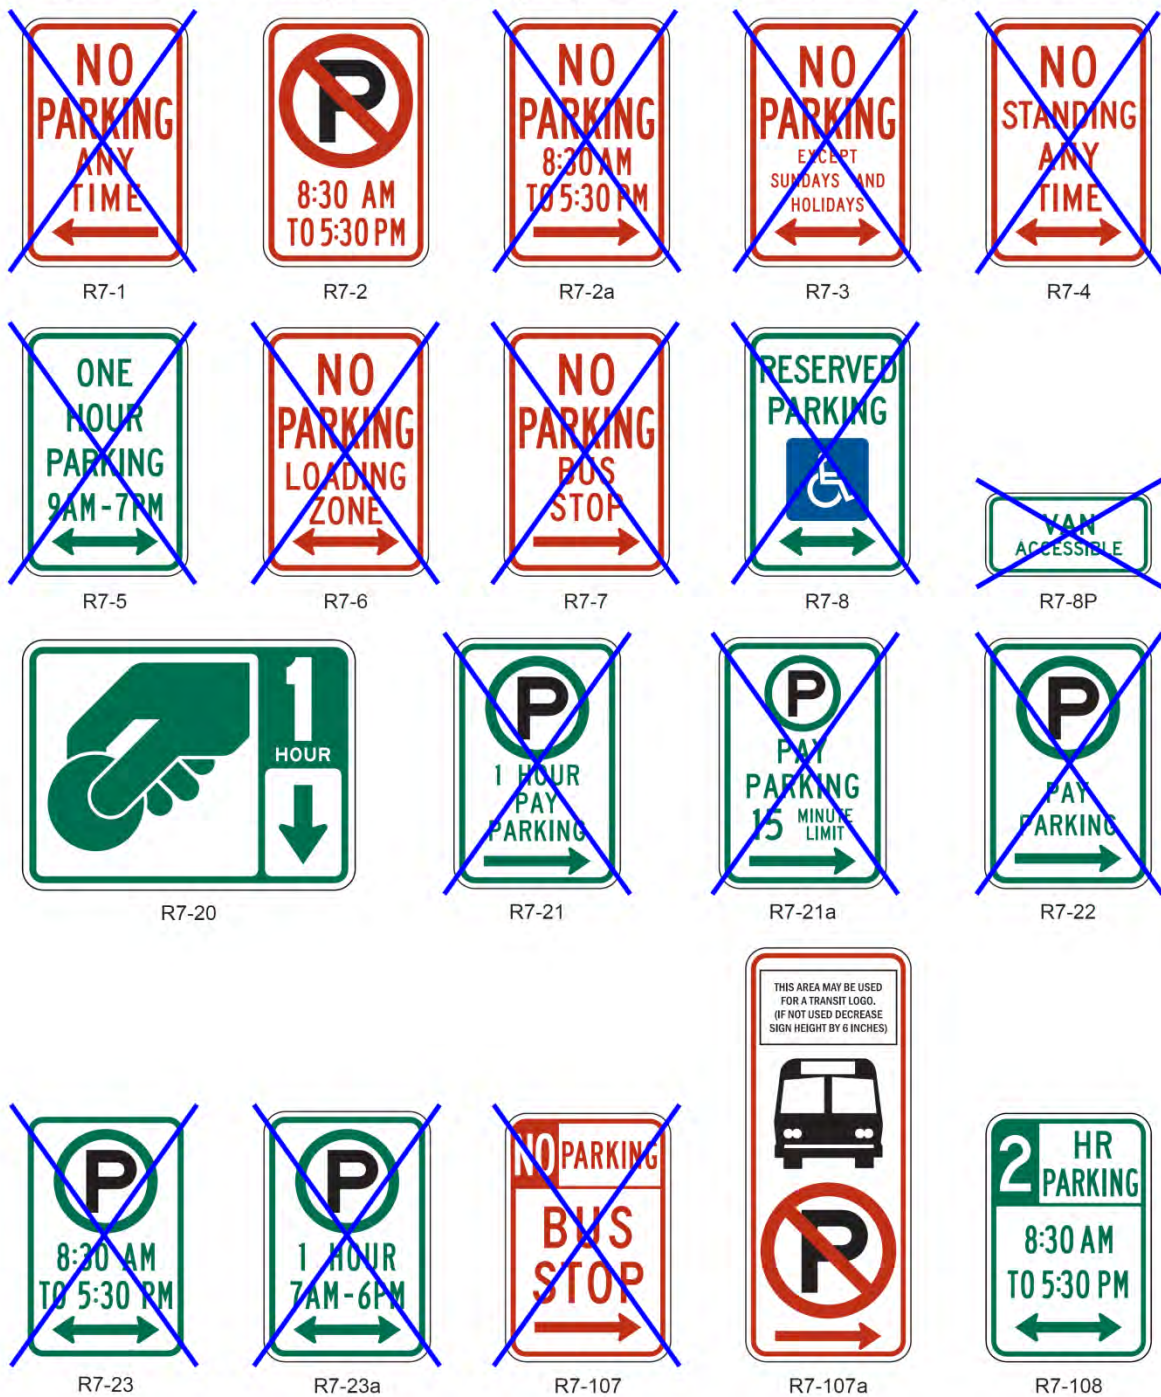 NO
PARKING
ANY
TIME
R7-1
P
8:30 AM
TO 5:30 PM
R7-2
NO
PARKING
8:30 AM
TO 5:30 PM
R7-2a
NO
PARKING
EXCEPT
SUNDAYS AND
HOLIDAYS
R7-3
NO
STANDING
ANY
TIME
R7-4
ONE
HOUR
PARKING
9AM-7PM
R7-5
NO
PARKING
LOADING
ZONE
R7-6
NO
PARKING
BUS
STOP
R7-7
RESERVED
PARKING
R7-8
VAN
ACCESSIBLE
R7-8P
1
HOUR
R7-20
P
1 HOUR
PAY
PARKING
R7-21
P
PAY
PARKING
15 MINUTE
LIMIT
R7-21a
P
PAY
PARKING
R7-22
P
8:30 AM
TO 5:30 PM
R7-23
P
1 HOUR
7AM-6PM
R7-23a
NO PARKING
BUS
STOP
R7-107
THIS AREA MAY BE USED
FOR A TRANSIT LOGO.
(IF NOT USED DECREASE
SIGN HEIGHT BY 6 INCHES)
P
R7-107a
2 HR
PARKING
8:30 AM
TO 5:30 PM
R7-108